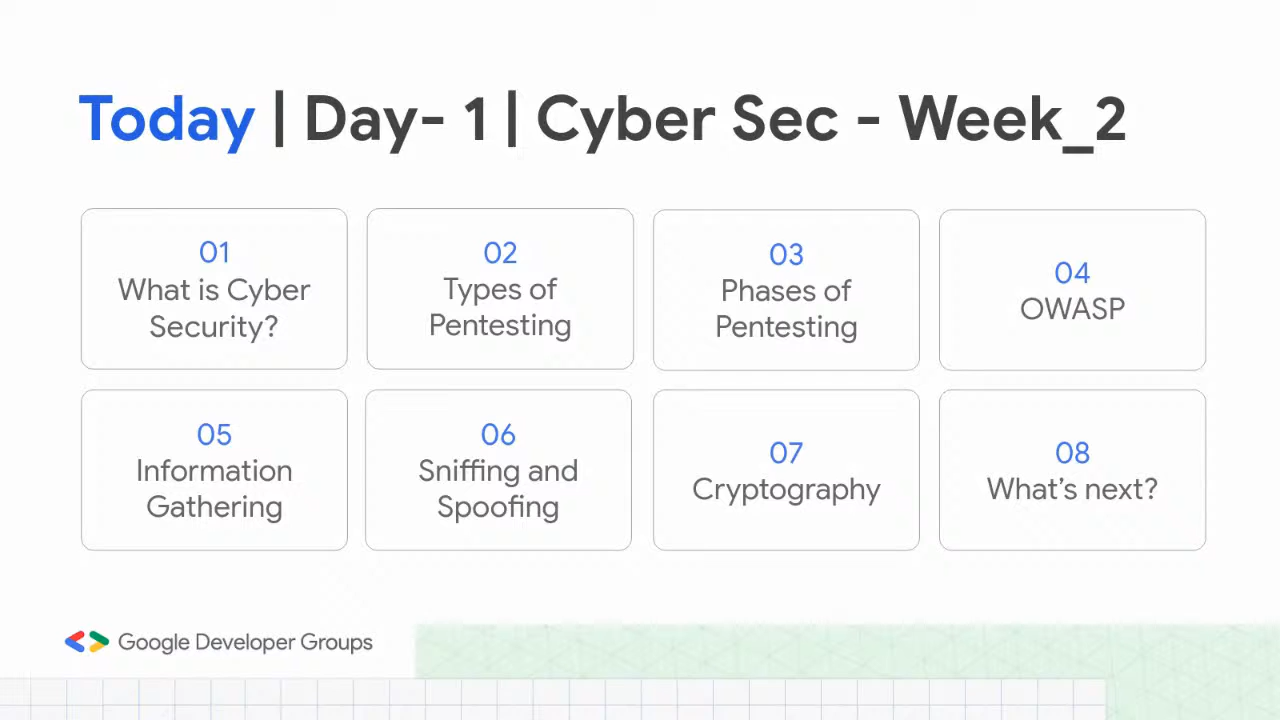 Today | Day- 1 | Cyber Sec - Week_2
01
What is Cyber
Security?
02
Types of
Pentesting
03
Phases of
Pentesting
04
OWASP
05
Information
Gathering
06
Sniffing and
Spoofing
07
Cryptography
08
What's next?
Google Developer Groups